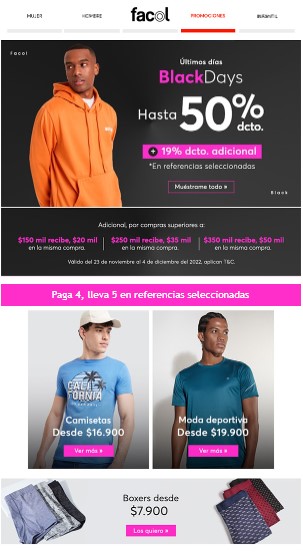 MUJER HOMBRE facol PROMOCIONES INFANTIL
Facol
Últimos días
BlackDays
Hasta 50% dcto.
+ 19% dcto. adicional
*En referencias seleccionadas
Muéstrame todo »
Black
Adicional, por compras superiores a:
$150 mil recibe, $20 mil en la misma compra.
$250 mil recibe, $35 mil en la misma compra.
$350 mil recibe, $50 mil en la misma compra.
Válido del 23 de noviembre al 4 de diciembre del 2022, aplican T&C.
Paga 4, lleva 5 en referencias seleccionadas
CALIFORNIA
Camisetas
Desde $16.900
Ver más »
Moda deportiva
Desde $19.900
Ver más »
Boxers desde
$7.900
Los quiero »